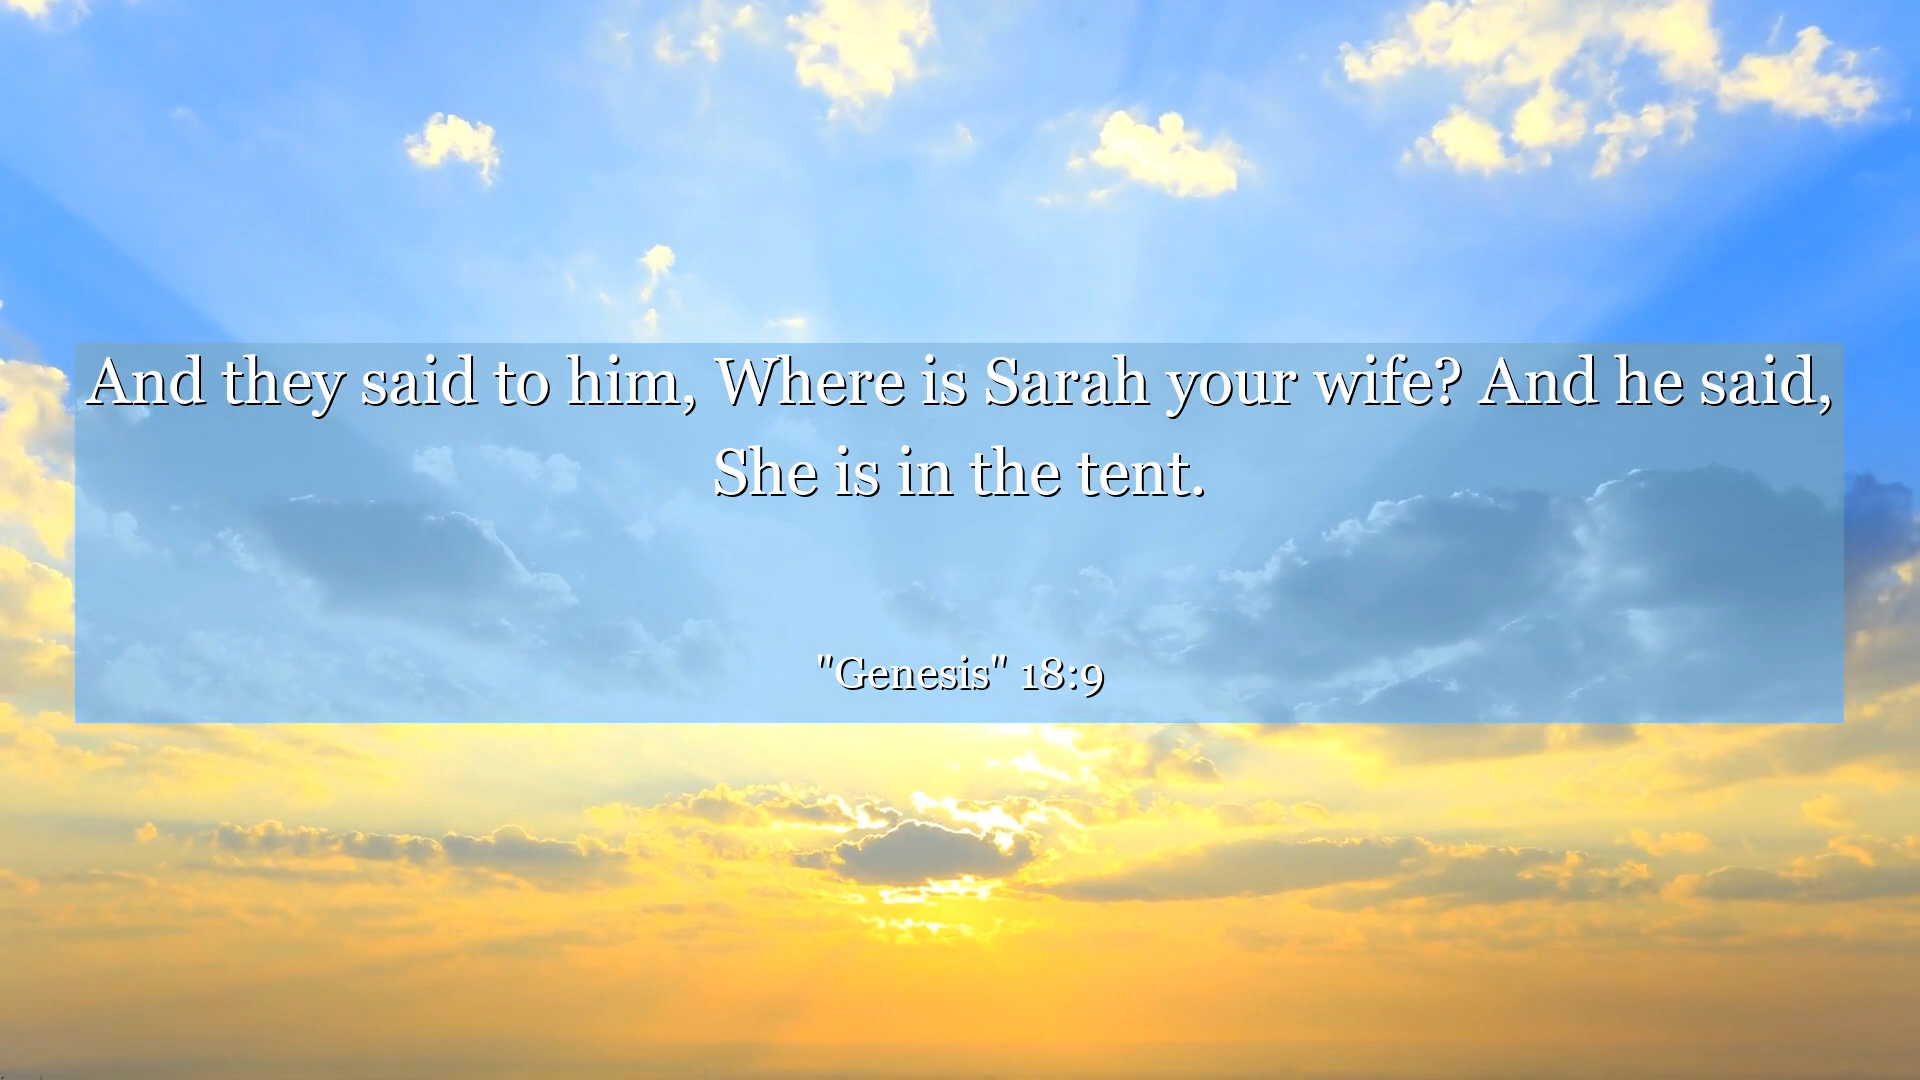 And they said to him, Where is Sarah your wife? And he said,
She is in the tent.
"Genesis" 18:9